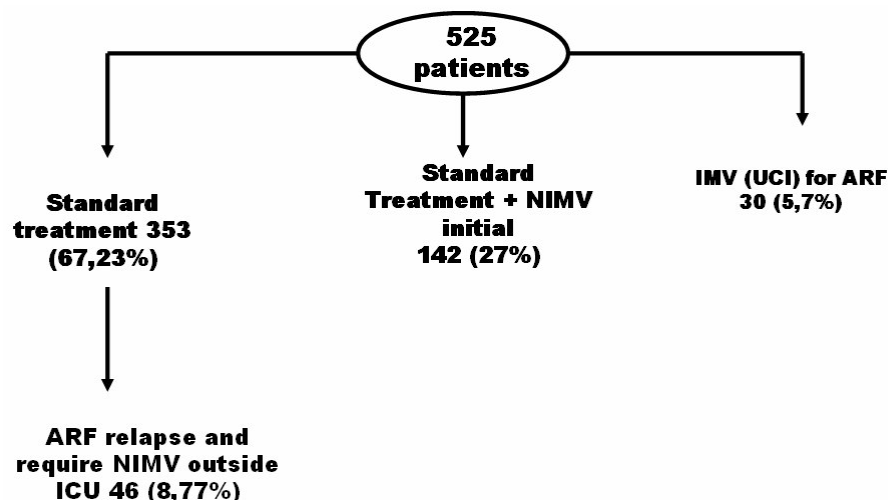 525
patients
Standard
treatment 353
(67,23%)
Standard
Treatment + NIMV
initial
142 (27%)
IMV (UCI) for ARF
30 (5,7%)
ARF relapse and
require NIMV outside
ICU 46 (8,77%)